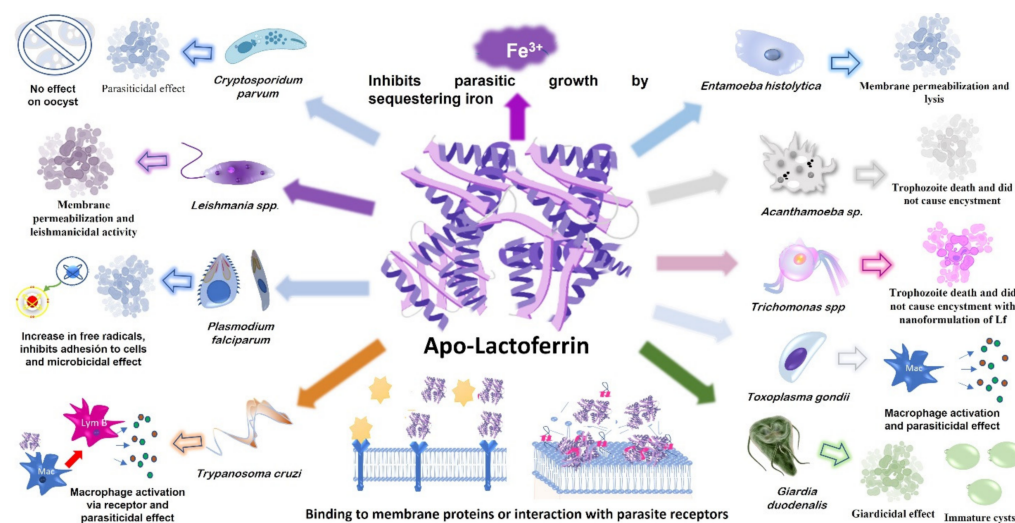 Fe3+
Inhibits parasitic growth by
sequestering iron
No effect
on oocyst
Parasiticidal effect
Cryptosporidum
parvum
Entamoeba histolytica
Membrane permeabilization and
lysis
Membrane
permeabilization and
leishmanicidal activity
Leishmania spp.
Acanthamoeba sp.
Trophozoite death and did
not cause encystment
Increase in free radicals,
inhibits adhesión to cells
and microbicidal effect
Plasmodium
falciparum
Trichomonas spp
Trophozoite death and did
not cause encystment with
nanoformulation of Lf
Apo-Lactoferrin
Toxoplasma gondii
Mac
Macrophage activation
and parasiticidal effect
Lym B
Mac
Macrophage activation
via receptor and
parasiticidal effect
Trypanosoma cruzi
Giardia
duodenalis
Giardicidal effect
Immature cysts
Binding to membrane proteins or interaction with parasite receptors